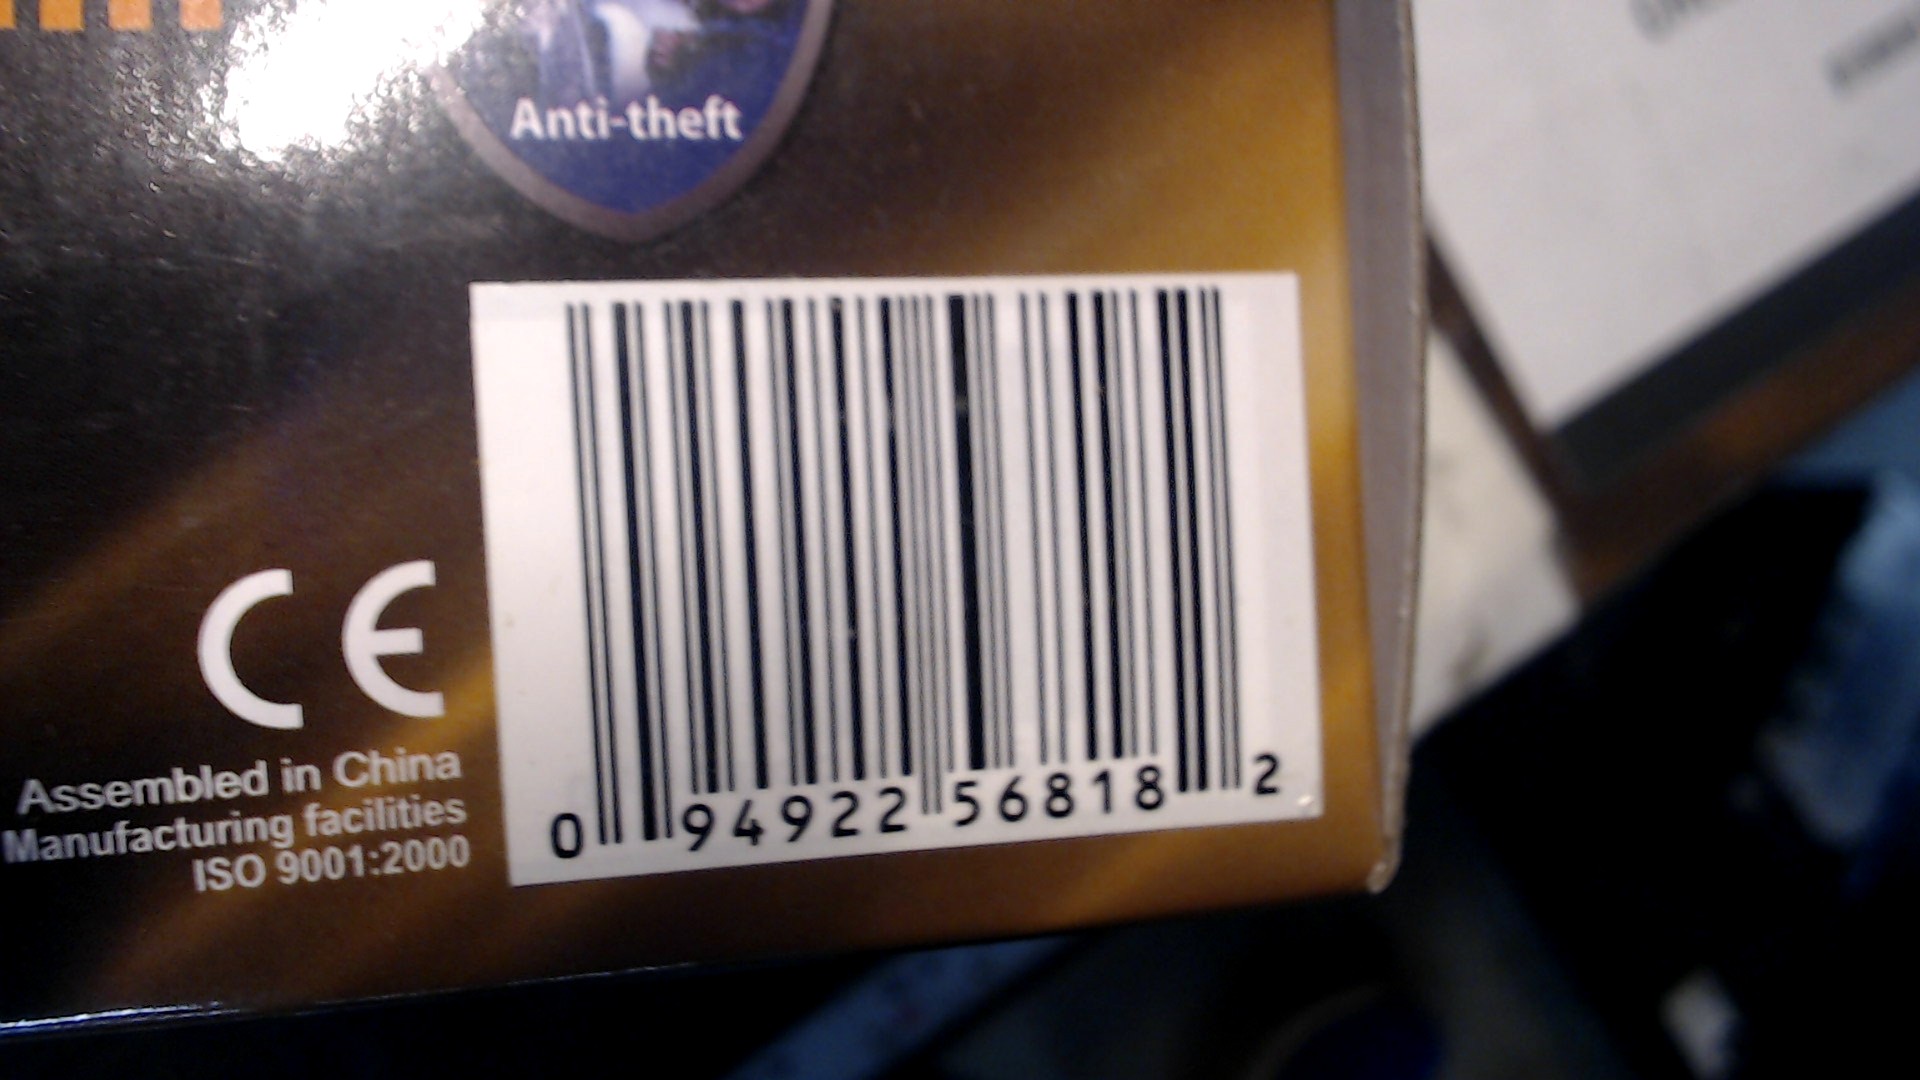 Anti-theft
CE
Assembled in China
Manufacturing facilities
ISO 9001:2000
0 94922 56818 2